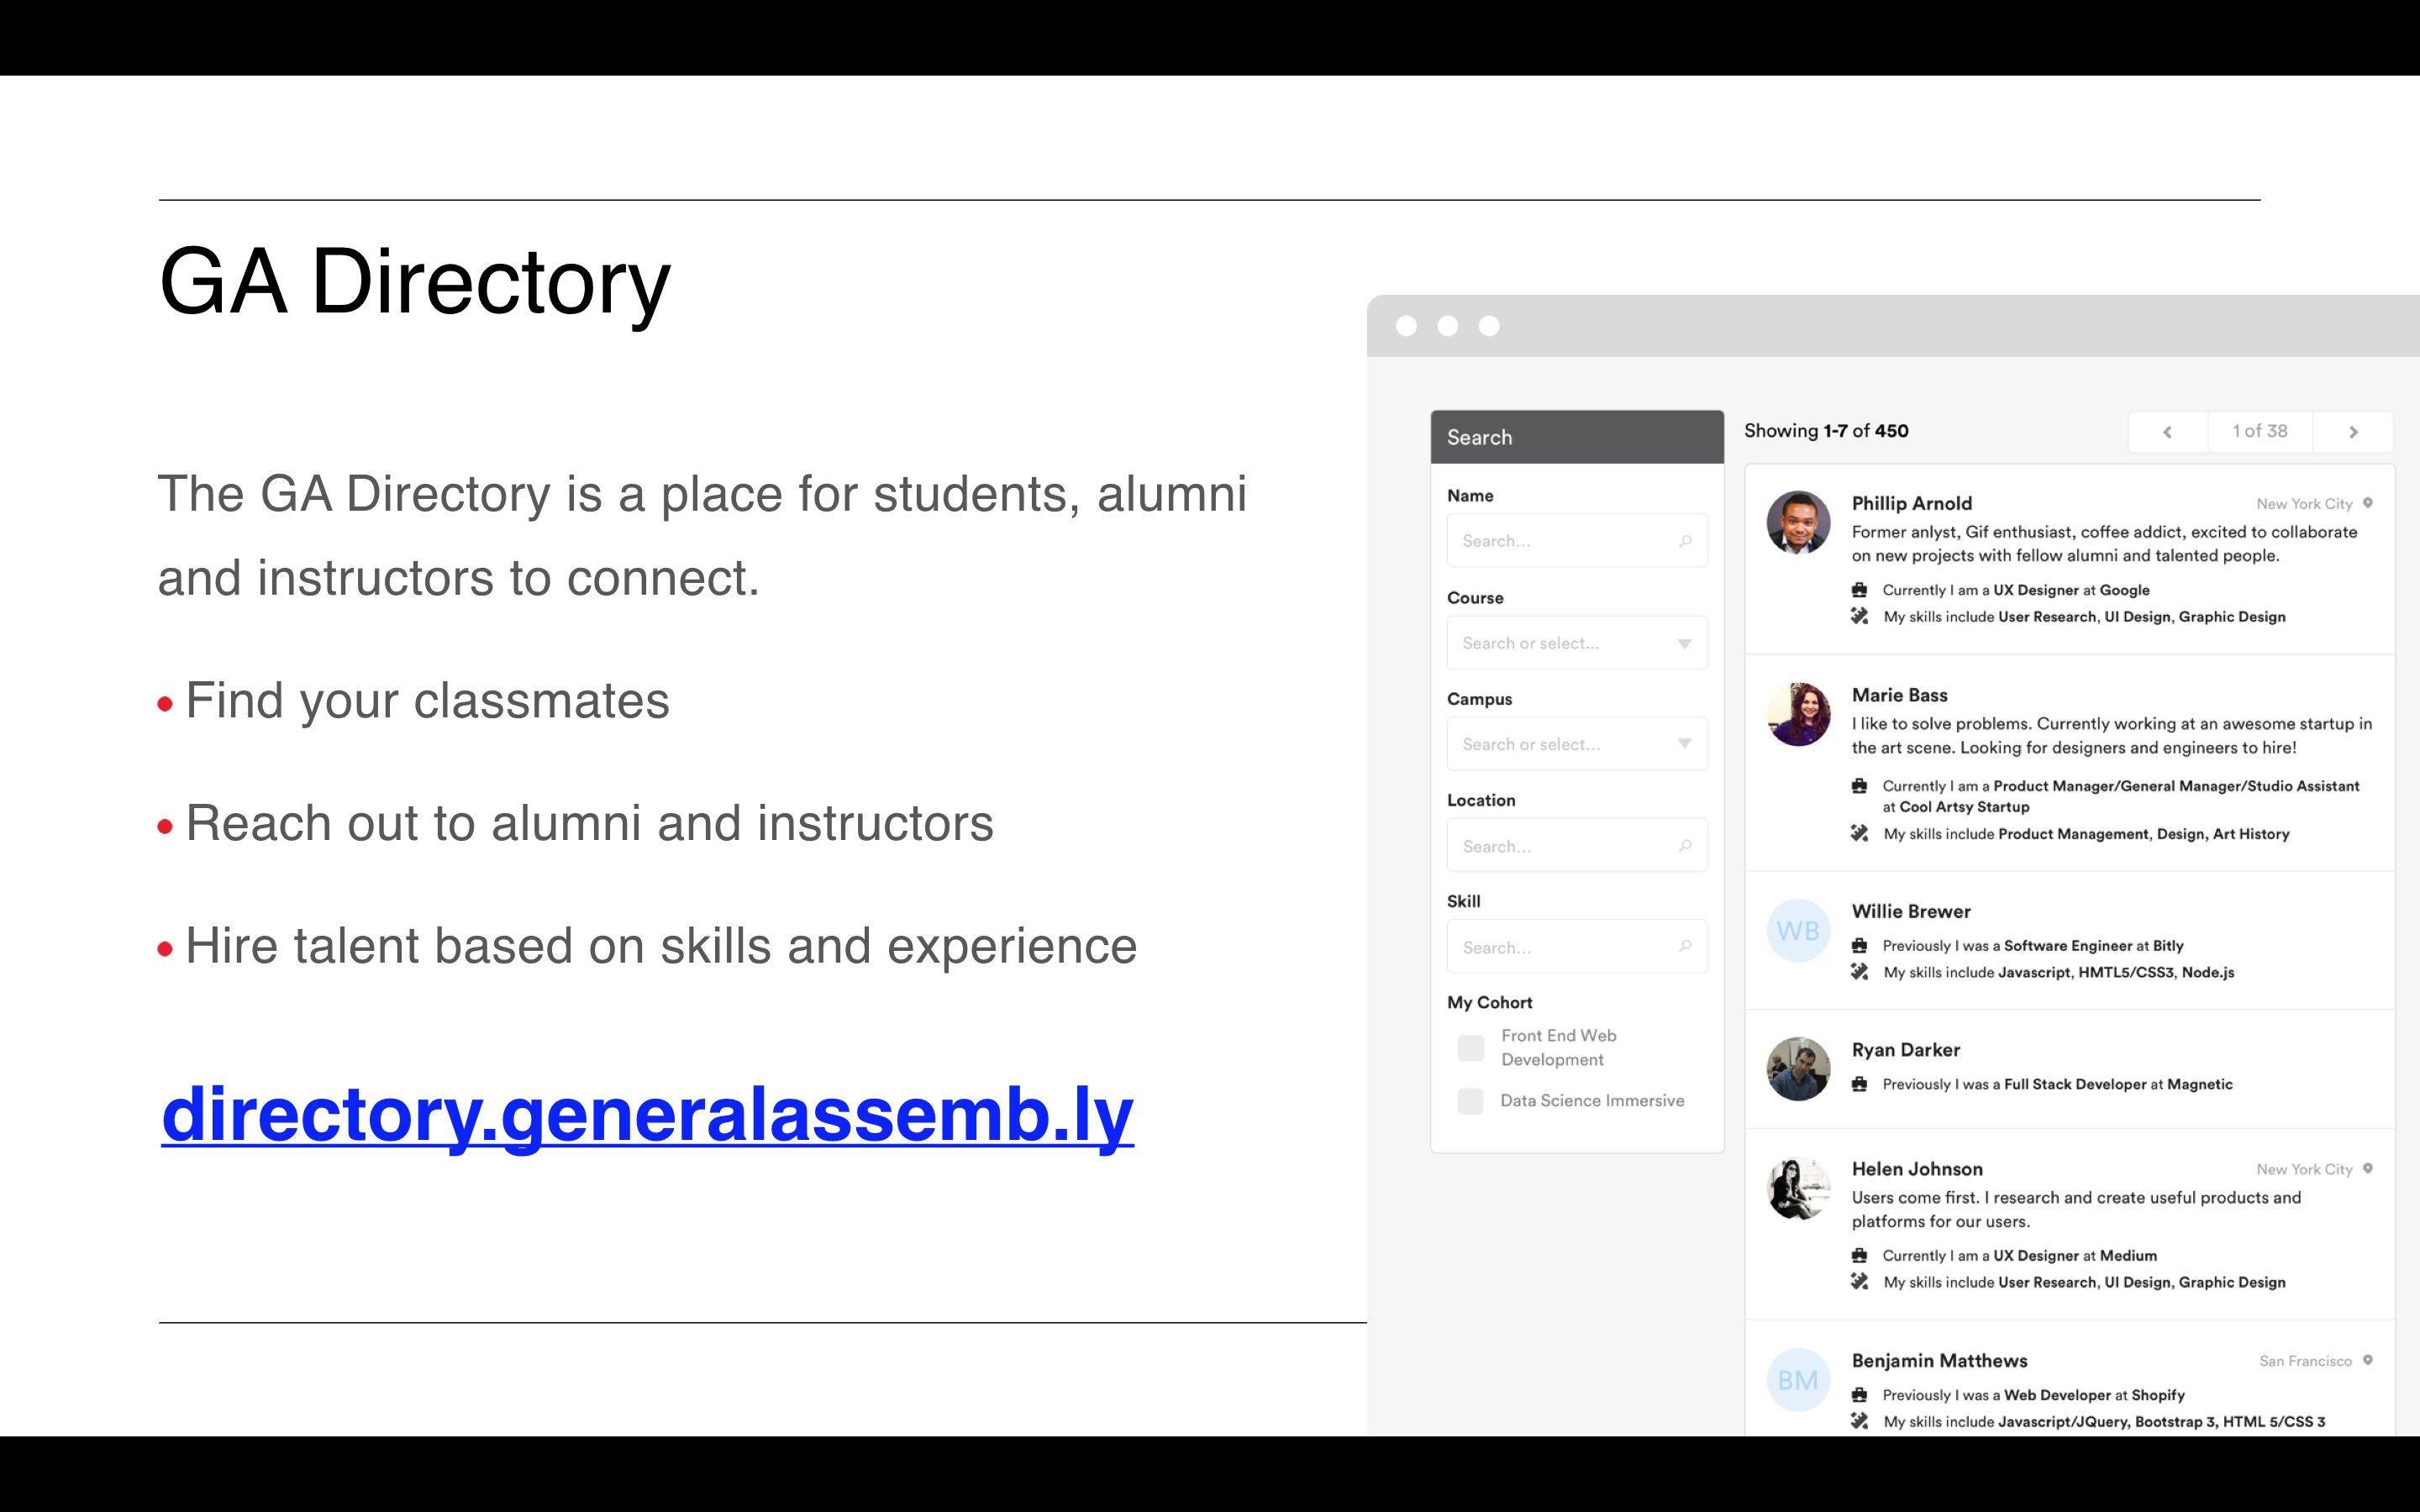 GA Directory
The GA Directory is a place for students, alumni
and instructors to connect.
• Find your classmates
• Reach out to alumni and instructors
• Hire talent based on skills and experience
directory.generalassemb.ly
Search
Name
Search...
Course
Search or select...
Campus
Search or select...
Location
Search...
Skill
Search...
My Cohort
Front End Web
Development
Data Science Immersive
Showing 1-7 of 450
1 of 38
Phillip Arnold
New York City
Former anlyst, Gif enthusiast, coffee addict, excited to collaborate
on new projects with fellow alumni and talented people.
Currently I am a UX Designer at Google
My skills include User Research, UI Design, Graphic Design
Marie Bass
I like to solve problems. Currently working at an awesome startup in
the art scene. Looking for designers and engineers to hire!
Currently I am a Product Manager/General Manager/Studio Assistant
at Cool Artsy Startup
My skills include Product Management, Design, Art History
WB
Willie Brewer
Previously I was a Software Engineer at Bitly
My skills include Javascript, HMTL5/CSS3, Node.js
Ryan Darker
Previously I was a Full Stack Developer at Magnetic
Helen Johnson
New York City
Users come first. I research and create useful products and
platforms for our users.
Currently I am a UX Designer at Medium
My skills include User Research, UI Design, Graphic Design
BM
Benjamin Matthews
San Francisco
Previously I was a Web Developer at Shopify
My skills include Javascript/JQuery, Bootstrap 3, HTML 5/CSS 3